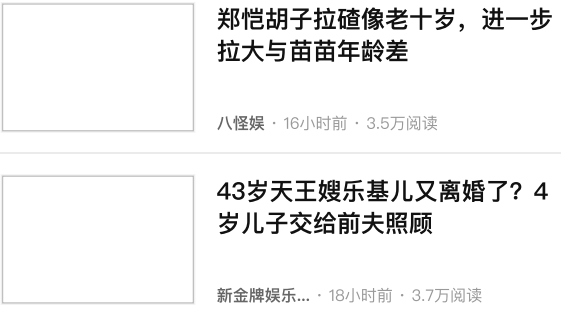 郑恺胡子拉碴像老十岁，进一步
拉大与苗苗年龄差
八怪娱 · 16小时前 · 3.5万阅读
43岁天王嫂乐基儿又离婚了？4
岁儿子交给前夫照顾
新金牌娱乐... · 18小时前 · 3.7万阅读